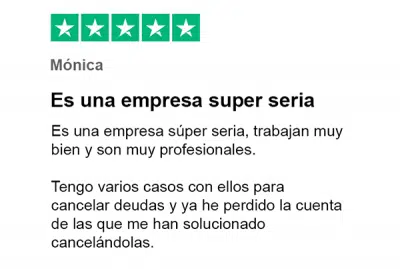 Mónica
Es una empresa super seria
Es una empresa súper seria, trabajan muy
bien y son muy profesionales.
Tengo varios casos con ellos para
cancelar deudas y ya he perdido la cuenta
de las que me han solucionado
cancelándolas.